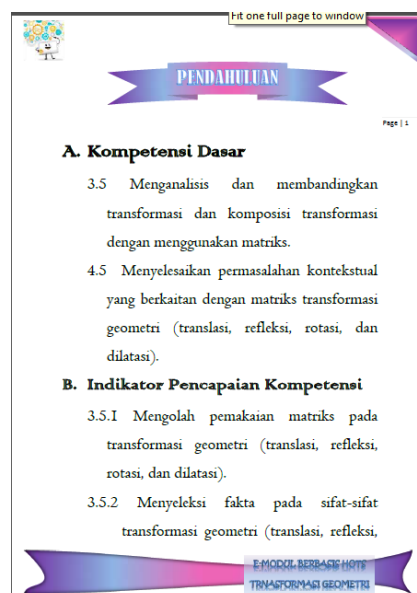 Fit one full page to window
PENDAHULUAN
Page | 1
A. Kompetensi Dasar
3.5 Menganalisis dan membandingkan
transformasi dan komposisi transformasi
dengan menggunakan matriks.
4.5 Menyelesaikan permasalahan kontekstual
yang berkaitan dengan matriks transformasi
geometri (translasi, refleksi, rotasi, dan
dilatasi).
B. Indikator Pencapaian Kompetensi
3.5.1 Mengolah pemakaian matriks pada
transformasi geometri (translasi, refleksi,
rotasi, dan dilatasi).
3.5.2 Menyeleksi fakta pada sifat-sifat
transformasi geometri (translasi, refleksi,
E-MODUL BERBASIS HOTS
TRANSFORMASI GEOMETRI